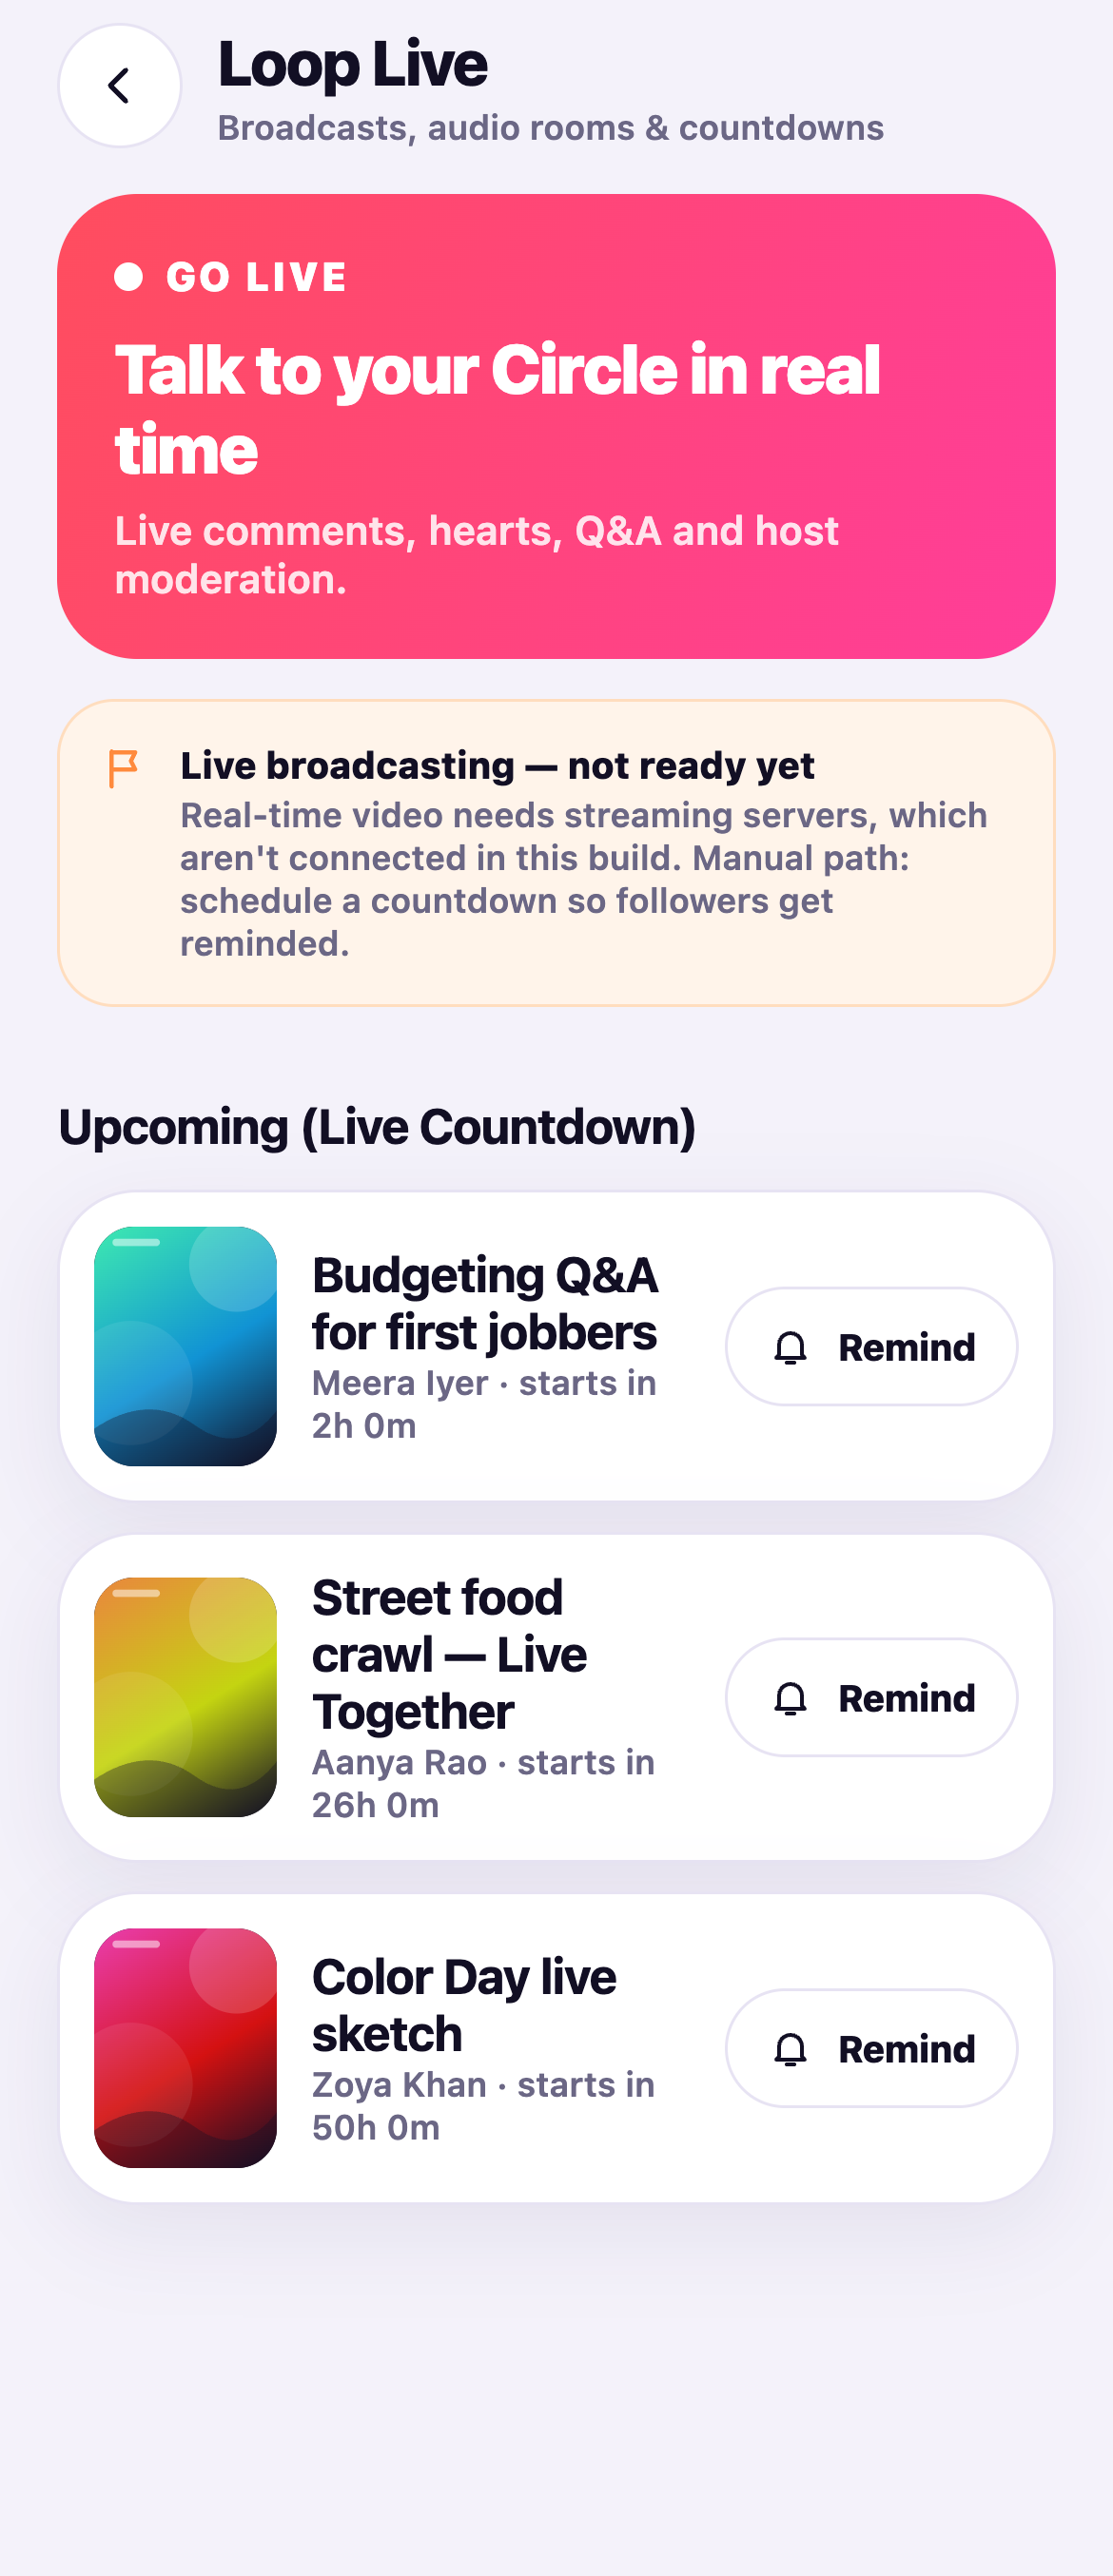 Loop Live
Broadcasts, audio rooms & countdowns
GO LIVE
Talk to your Circle in real
time
Live comments, hearts, Q&A and host
moderation.
Live broadcasting — not ready yet
Real-time video needs streaming servers, which
aren't connected in this build. Manual path:
schedule a countdown so followers get
reminded.
Upcoming (Live Countdown)
Budgeting Q&A
for first jobbers
Meera Iyer · starts in
2h 0m
Remind
Street food
crawl — Live
Together
Aanya Rao · starts in
26h 0m
Remind
Color Day live
sketch
Zoya Khan · starts in
50h 0m
Remind